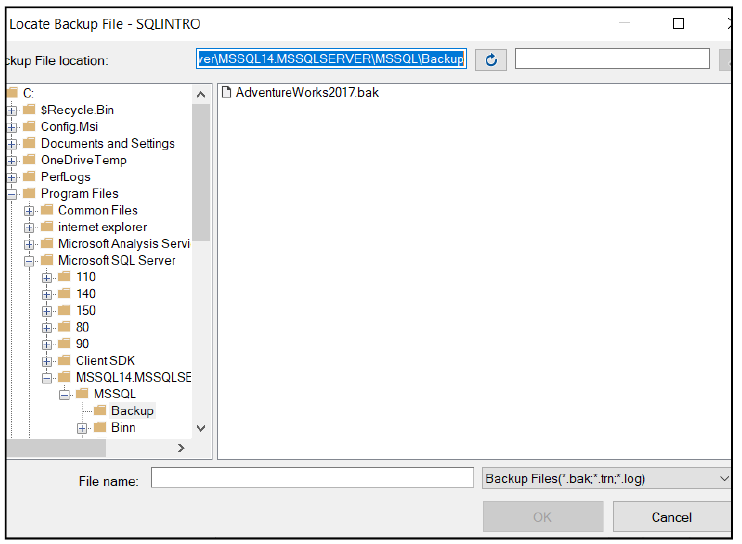 Locate Backup File - SQLINTRO
ckup File location:
ver\MSSQL14.MSSQLSERVER\MSSQL\Backup
C:
$Recycle.Bin
Config.Msi
Documents and Settings
OneDriveTemp
PerfLogs
Program Files
Common Files
internet explorer
Microsoft Analysis Servi
Microsoft SQL Server
110
140
150
80
90
Client SDK
MSSQL14.MSSQLSE
MSSQL
Backup
Binn
AdventureWorks2017.bak
File name:
Backup Files(*.bak;*.trn;*.log)
OK
Cancel